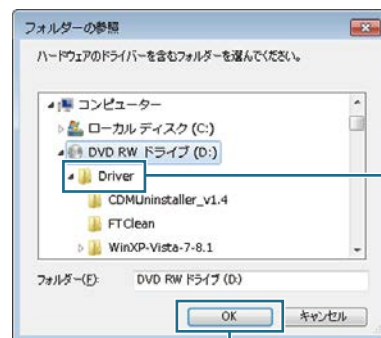 フォルダーの参照
ハードウェアのドライバーを含むフォルダーを選んでください。
コンピューター
ローカル ディスク (C:)
DVD RW ドライブ (D:)
Driver
CDMUninstaller_v1.4
FTClean
WinXP-Vista-7-8.1
フォルダー(F): DVD RW ドライブ (D:)
OK キャンセル